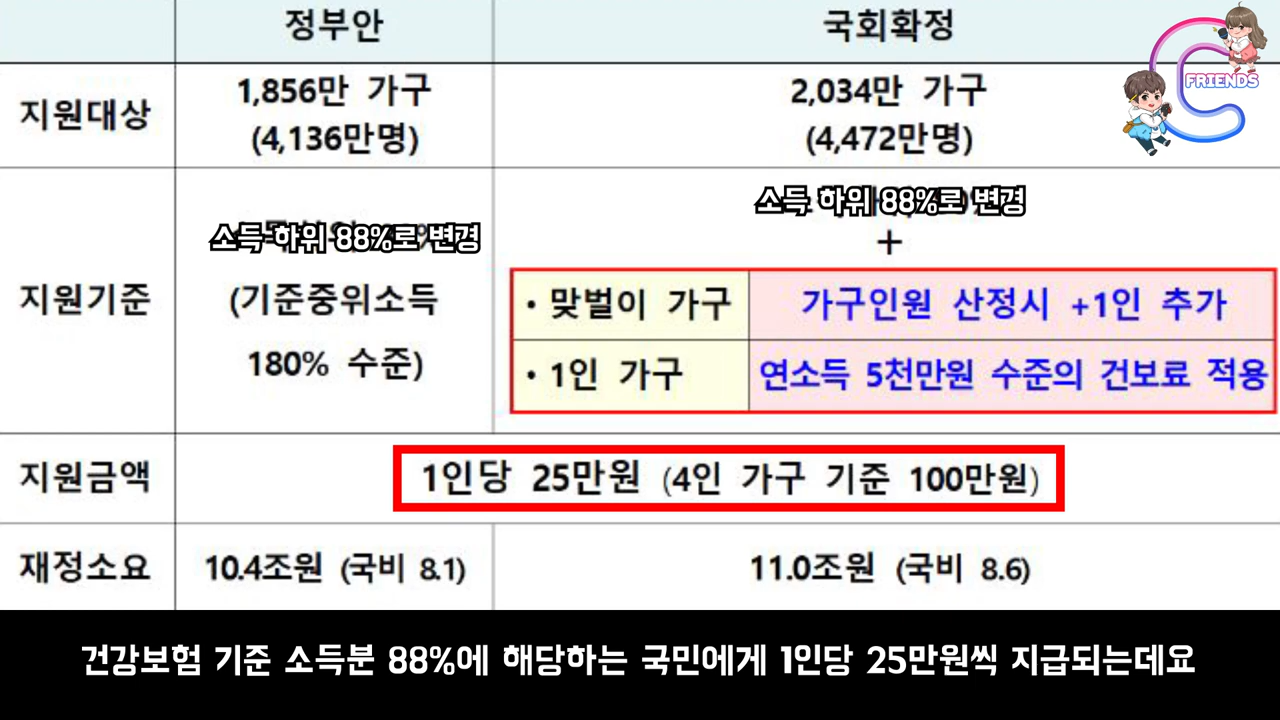 정부안
국회확정
FRIENDS
지원대상
1,856만 가구
(4,136만명)
2,034만 가구
(4,472만명)
지원기준
소득 하위 88%로 변경
(기준중위소득
180% 수준)
소득 하위 88%로 변경
+
• 맞벌이 가구
가구인원 산정시 +1인 추가
• 1인 가구
연소득 5천만원 수준의 건보료 적용
지원금액
1인당 25만원 (4인 가구 기준 100만원)
재정소요
10.4조원 (국비 8.1)
11.0조원 (국비 8.6)
건강보험 기준 소득분 88%에 해당하는 국민에게 1인당 25만원씩 지급되는데요